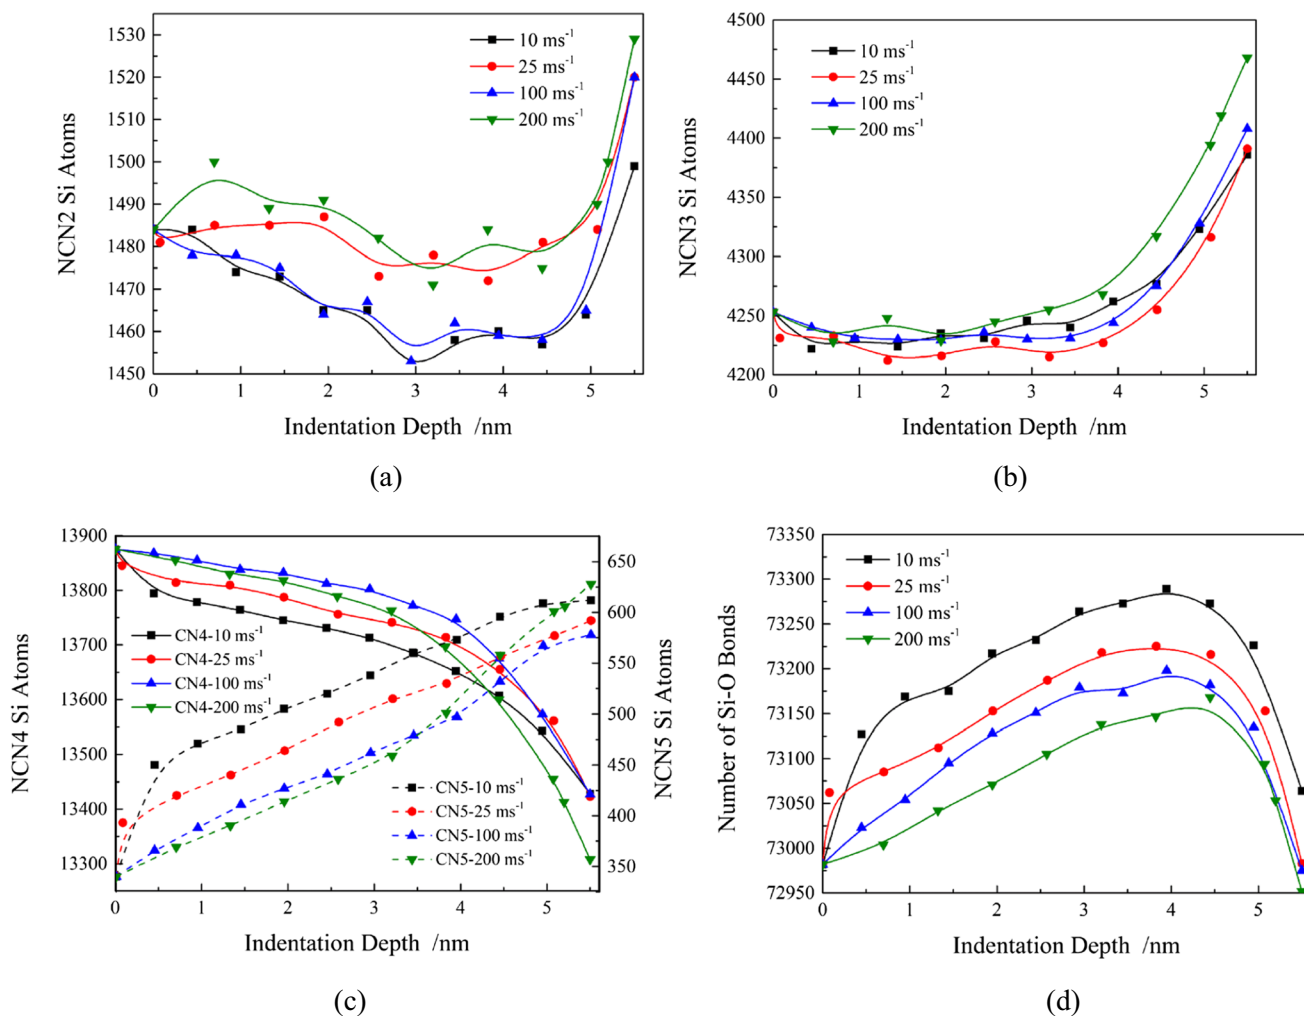 1530
1520
1510
1500
1490
1480
1470
1460
1450
NCN2 Si Atoms
10 ms⁻¹
25 ms⁻¹
100 ms⁻¹
200 ms⁻¹
0 1 2 3 4 5
Indentation Depth /nm
(a)
4500
4450
4400
4350
4300
4250
4200
NCN3 Si Atoms
10 ms⁻¹
25 ms⁻¹
100 ms⁻¹
200 ms⁻¹
0 1 2 3 4 5
Indentation Depth /nm
(b)
13900
13800
13700
13600
13500
13400
13300
NCN4 Si Atoms
CN4-10 ms⁻¹
CN4-25 ms⁻¹
CN4-100 ms⁻¹
CN4-200 ms⁻¹
CN5-10 ms⁻¹
CN5-25 ms⁻¹
CN5-100 ms⁻¹
CN5-200 ms⁻¹
650
600
550
500
450
400
350
NCN5 Si Atoms
0 1 2 3 4 5
Indentation Depth /nm
(c)
73350
73300
73250
73200
73150
73100
73050
73000
72950
Number of Si-O Bonds
10 ms⁻¹
25 ms⁻¹
100 ms⁻¹
200 ms⁻¹
0 1 2 3 4 5
Indentation Depth /nm
(d)